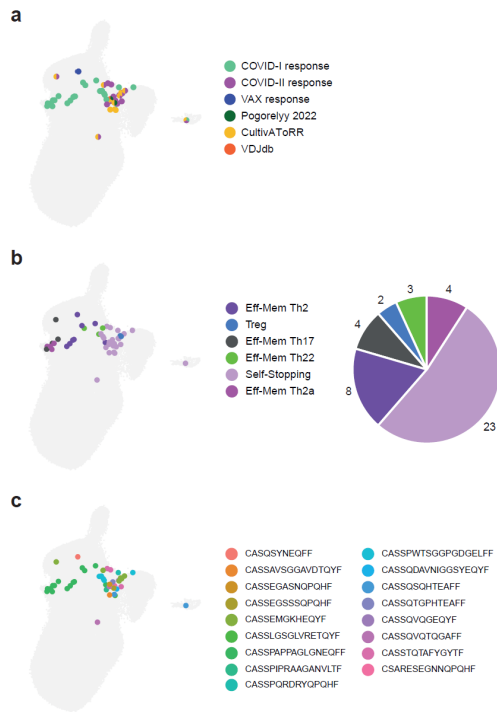 a
COVID-I response
COVID-II response
VAX response
Pogorelyy 2022
CultivAToRR
VDJdb
b
Eff-Mem Th2
Treg
Eff-Mem Th17
Eff-Mem Th22
Self-Stopping
Eff-Mem Th2a
3
4
2
4
8
23
c
CASQSYNEQFF
CASSAVSGGAVDTQYF
CASSEGASNQPQHF
CASSEGSSSQPQHF
CASSEMGKHEQYF
CASSLGSGLVRETQYF
CASSPAPPAGLGNEQFF
CASSPIPRAAGANVLTF
CASSPQRDRYQPQHF
CASSPWTSGGPGDGELFF
CASSQDAVNIGGSYEQYF
CASSQSQHTEAFF
CASSQTGPHTEAFF
CASSQVQGEQYF
CASSQVQTQGAFF
CASSTQTAFYGYTF
CSARESEGNNQPQHF